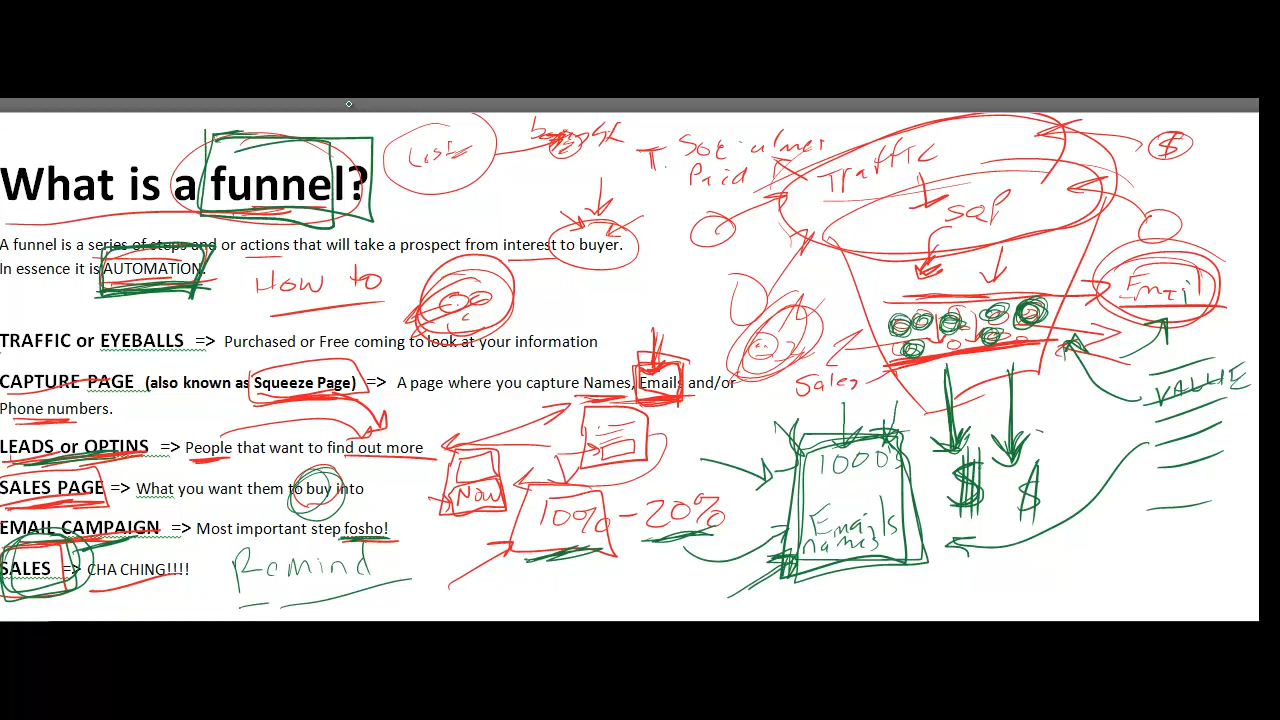 What is a funnel?
A funnel is a series of steps and or actions that will take a prospect from interest to buyer.
In essence it is AUTOMATION.
TRAFFIC or EYEBALLS => Purchased or Free coming to look at your information
CAPTURE PAGE (also known as Squeeze Page) => A page where you capture Names, Emails and/or
Phone numbers.
LEADS or OPTINS => People that want to find out more
SALES PAGE => What you want them to buy into
EMAIL CAMPAIGN => Most important step fosho!
SALES => CHA CHING!!!!
List
How to
Remind
Now
10% - 20%
T.
Paid
Traffic
$
Email
Sales
VALUE
1000s
Emails
names
$ $